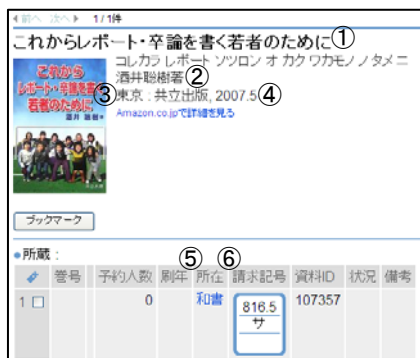 前へ 次へ 1/1件
これからレポート・卒論を書く若者のために①
コレカラ レポート ソツロン オ カク ワカモノ ノ タメニ
酒井聡樹著②
③東京 : 共立出版, 2007.5④
Amazon.co.jpで詳細を見る
これから
レポート・卒論を書く
若者のために
酒井 聡樹 著
ブックマーク
所蔵 :
⑤ ⑥
巻号 予約人数 刷年 所在 請求記号 資料ID 状況 備考
1 0 和書 816.5 107357
サ